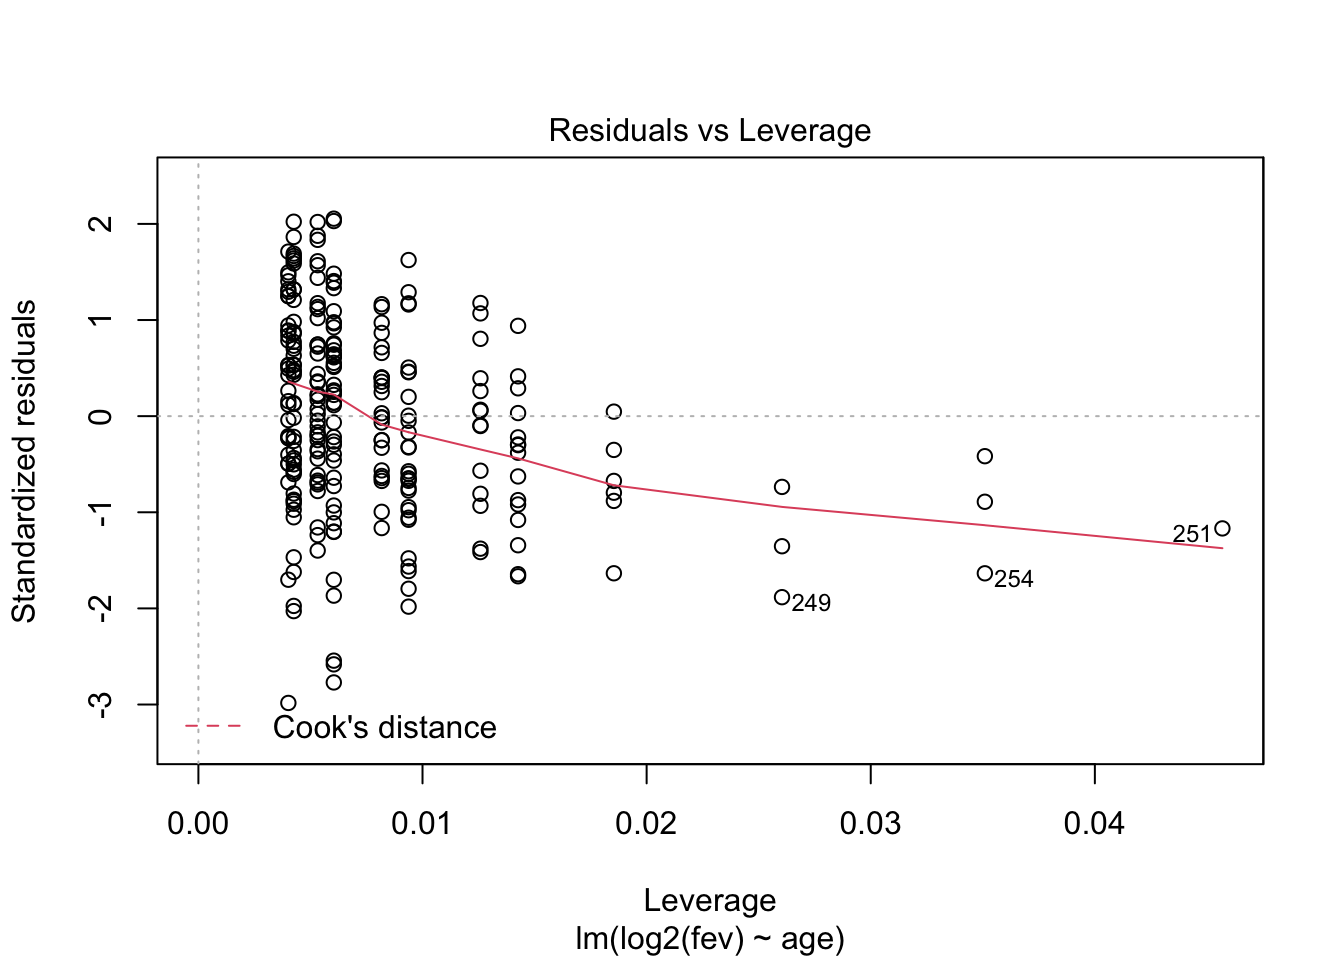 Residuals vs Leverage
Standardized residuals
2
1
0
-1
-2
-3
251
254
249
Cook's distance
0.00 0.01 0.02 0.03 0.04
Leverage
lm(log2(fev) ~ age)